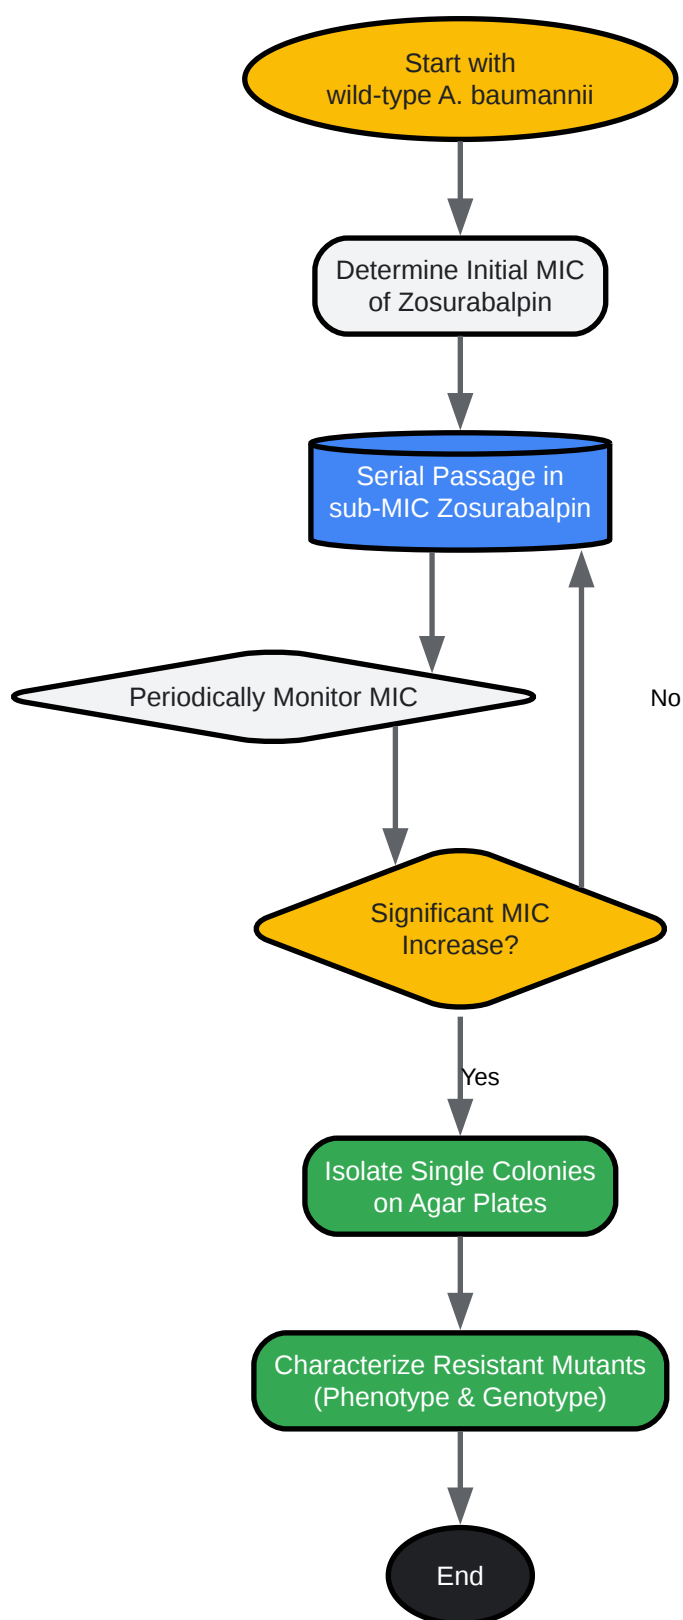 Start with
wild-type A. baumannii
Determine Initial MIC
of Zosurabalpin
Serial Passage in
sub-MIC Zosurabalpin
Periodically Monitor MIC
No
Significant MIC
Increase?
Yes
Isolate Single Colonies
on Agar Plates
Characterize Resistant Mutants
(Phenotype & Genotype)
End